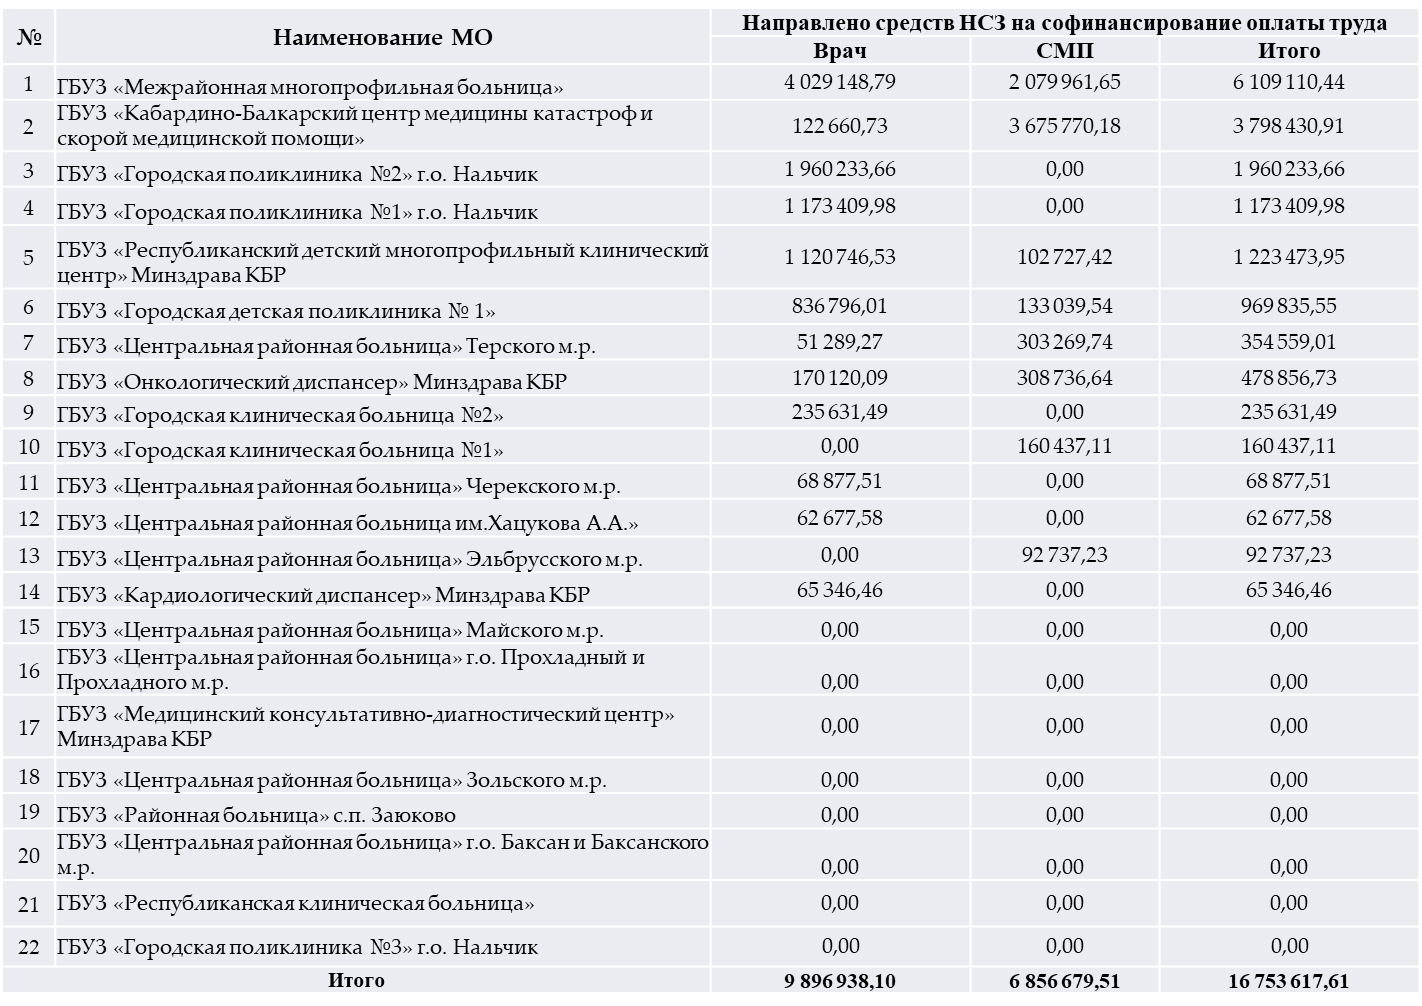 № Наименование МО Направлено средств НСЗ на софинансирование оплаты труда
Врач СМП Итого
1 ГБУЗ «Межрайонная многопрофильная больница» 4 029 148,79 2 079 961,65 6 109 110,44
2 ГБУЗ «Кабардино-Балкарский центр медицины катастроф и
скорой медицинской помощи» 122 660,73 3 675 770,18 3 798 430,91
3 ГБУЗ «Городская поликлиника №2» г.о. Нальчик 1 960 233,66 0,00 1 960 233,66
4 ГБУЗ «Городская поликлиника №1» г.о. Нальчик 1 173 409,98 0,00 1 173 409,98
5 ГБУЗ «Республиканский детский многопрофильный клинический
центр» Минздрава КБР 1 120 746,53 102 727,42 1 223 473,95
6 ГБУЗ «Городская детская поликлиника № 1» 836 796,01 133 039,54 969 835,55
7 ГБУЗ «Центральная районная больница» Терского м.р. 51 289,27 303 269,74 354 559,01
8 ГБУЗ «Онкологический диспансер» Минздрава КБР 170 120,09 308 736,64 478 856,73
9 ГБУЗ «Городская клиническая больница №2» 235 631,49 0,00 235 631,49
10 ГБУЗ «Городская клиническая больница №1» 0,00 160 437,11 160 437,11
11 ГБУЗ «Центральная районная больница» Черекского м.р. 68 877,51 0,00 68 877,51
12 ГБУЗ «Центральная районная больница им.Хацукова А.А.» 62 677,58 0,00 62 677,58
13 ГБУЗ «Центральная районная больница» Эльбрусского м.р. 0,00 92 737,23 92 737,23
14 ГБУЗ «Кардиологический диспансер» Минздрава КБР 65 346,46 0,00 65 346,46
15 ГБУЗ «Центральная районная больница» Майского м.р. 0,00 0,00 0,00
16 ГБУЗ «Центральная районная больница» г.о. Прохладный и
Прохладного м.р. 0,00 0,00 0,00
17 ГБУЗ «Медицинский консультативно-диагностический центр»
Минздрава КБР 0,00 0,00 0,00
18 ГБУЗ «Центральная районная больница» Зольского м.р. 0,00 0,00 0,00
19 ГБУЗ «Районная больница» с.п. Заюково 0,00 0,00 0,00
20 ГБУЗ «Центральная районная больница» г.о. Баксан и Баксанского
м.р. 0,00 0,00 0,00
21 ГБУЗ «Республиканская клиническая больница» 0,00 0,00 0,00
22 ГБУЗ «Городская поликлиника №3» г.о. Нальчик 0,00 0,00 0,00
Итого 9 896 938,10 6 856 679,51 16 753 617,61